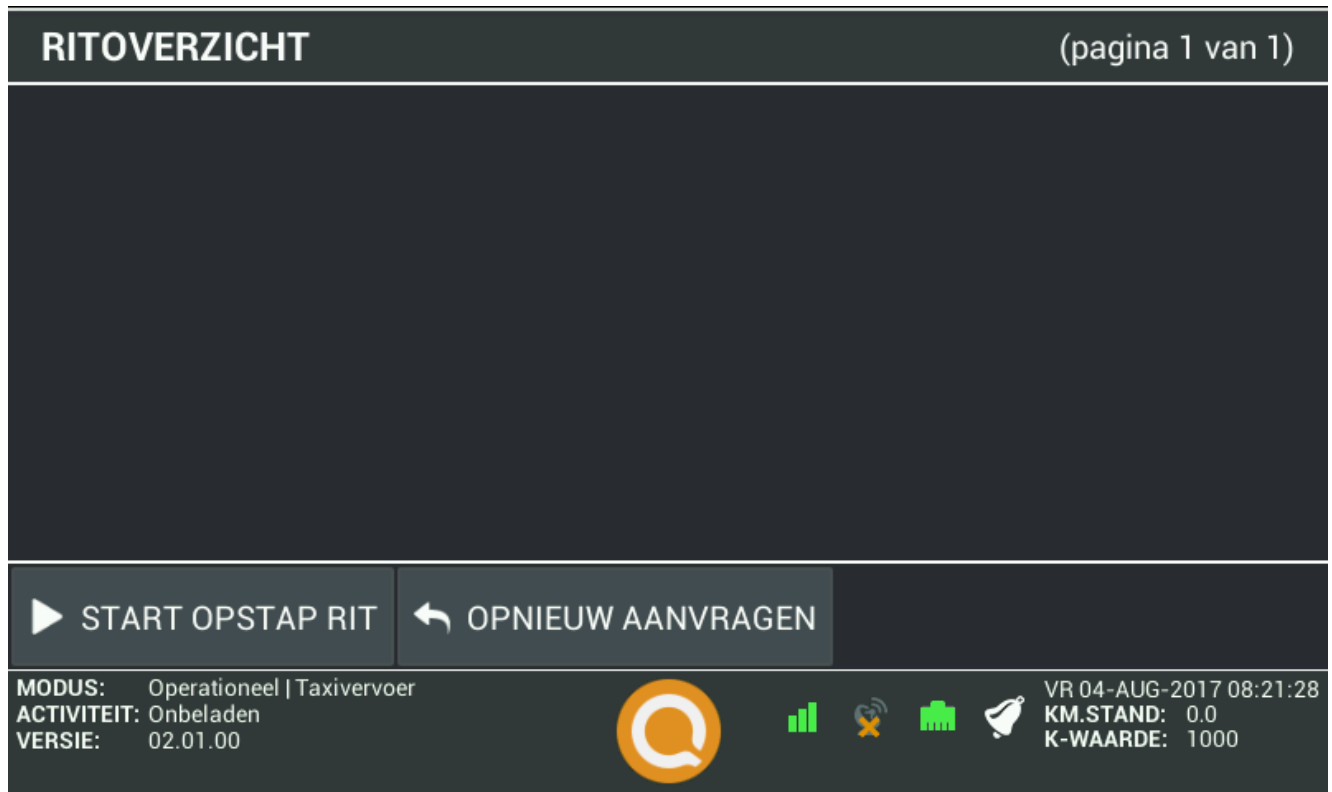 RITOVERZICHT (pagina 1 van 1)
START OPSTAP RIT OPNIEUW AANVRAGEN
MODUS: Operationeel | Taxivervoer
ACTIVITEIT: Onbeladen
VERSIE: 02.01.00
VR 04-AUG-2017 08:21:28
KM.STAND: 0.0
K-WAARDE: 1000